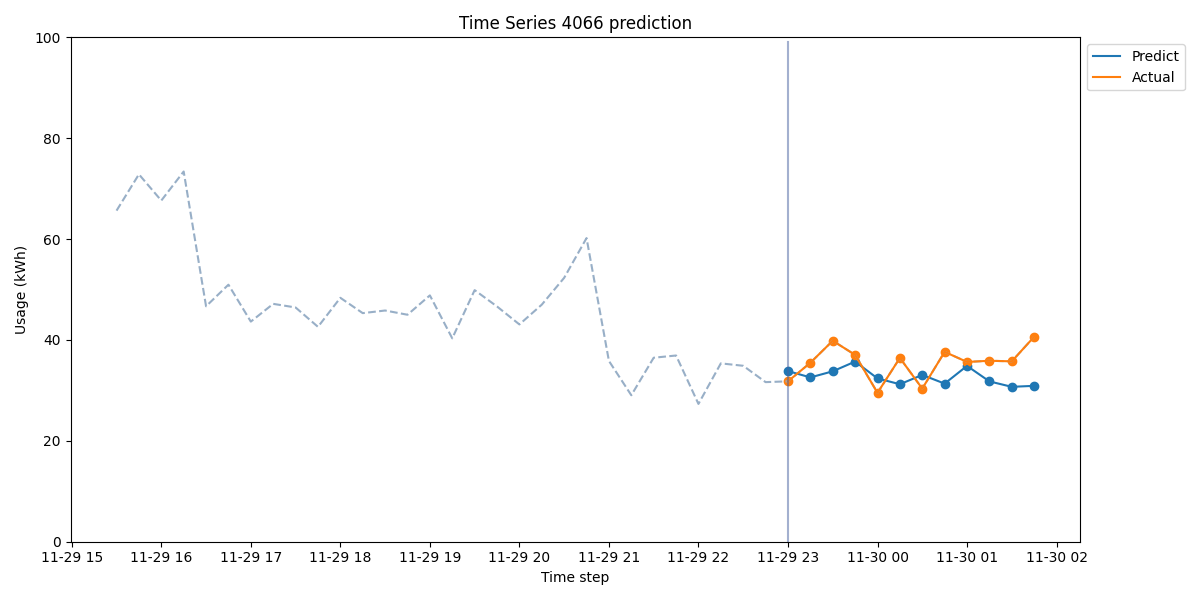 Time Series 4066 prediction
Predict
Actual
Usage (kWh)
100
80
60
40
20
0
11-29 15 11-29 16 11-29 17 11-29 18 11-29 19 11-29 20 11-29 21 11-29 22 11-29 23 11-30 00 11-30 01 11-30 02
Time step